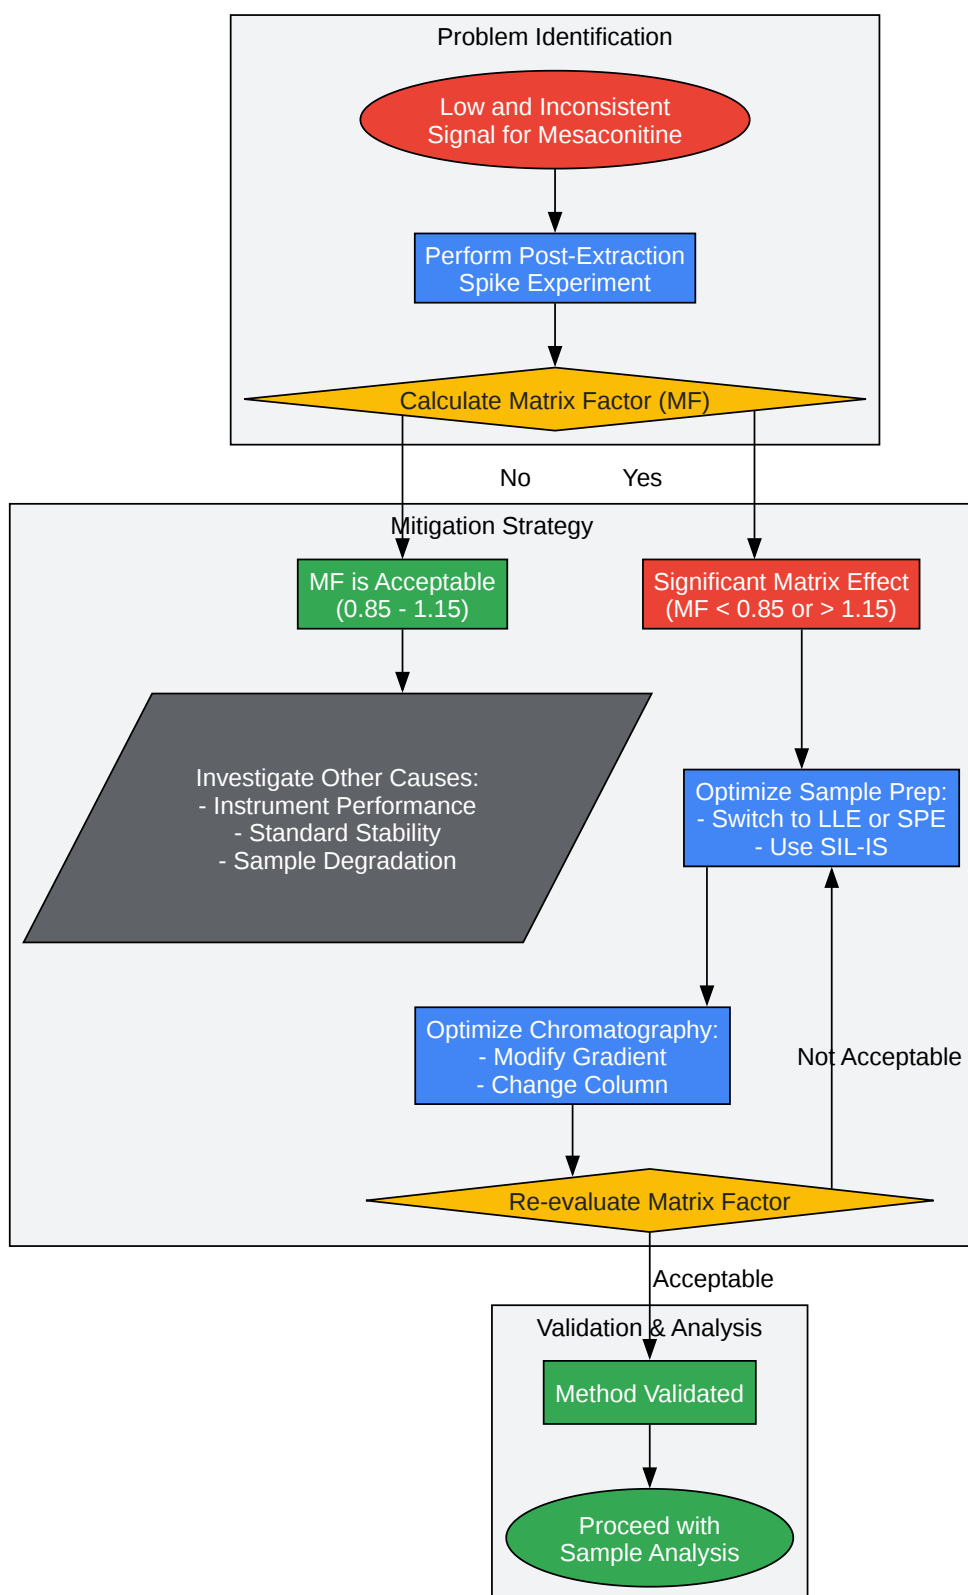 Problem Identification
Low and Inconsistent
Signal for Mesaconitine
Perform Post-Extraction
Spike Experiment
Calculate Matrix Factor (MF)
No
Yes
Mitigation Strategy
MF is Acceptable
(0.85 - 1.15)
Significant Matrix Effect
(MF < 0.85 or > 1.15)
Investigate Other Causes:
- Instrument Performance
- Standard Stability
- Sample Degradation
Optimize Sample Prep:
- Switch to LLE or SPE
- Use SIL-IS
Optimize Chromatography:
- Modify Gradient
- Change Column
Not Acceptable
Re-evaluate Matrix Factor
Acceptable
Validation & Analysis
Method Validated
Proceed with
Sample Analysis